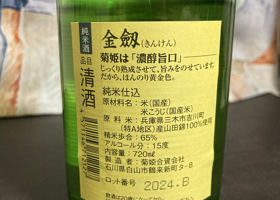 純米酒
品目
清酒
金劔(きんけん)
菊姫は「濃醇旨口」
じっくり熟成させて、旨みをのせています。
だから、ほんのり黄金色。
純米仕込
原材料名:米(国産)
米こうじ(国産米)
原料米:兵庫県三木市吉川町
(特A地区)産山田錦100%使用
精米歩合:65%
アルコール分:15度
内容量:720mℓ
製造者:菊姫合資会社
石川県白山市鶴来新町タ-8
ロット番号 2024.B